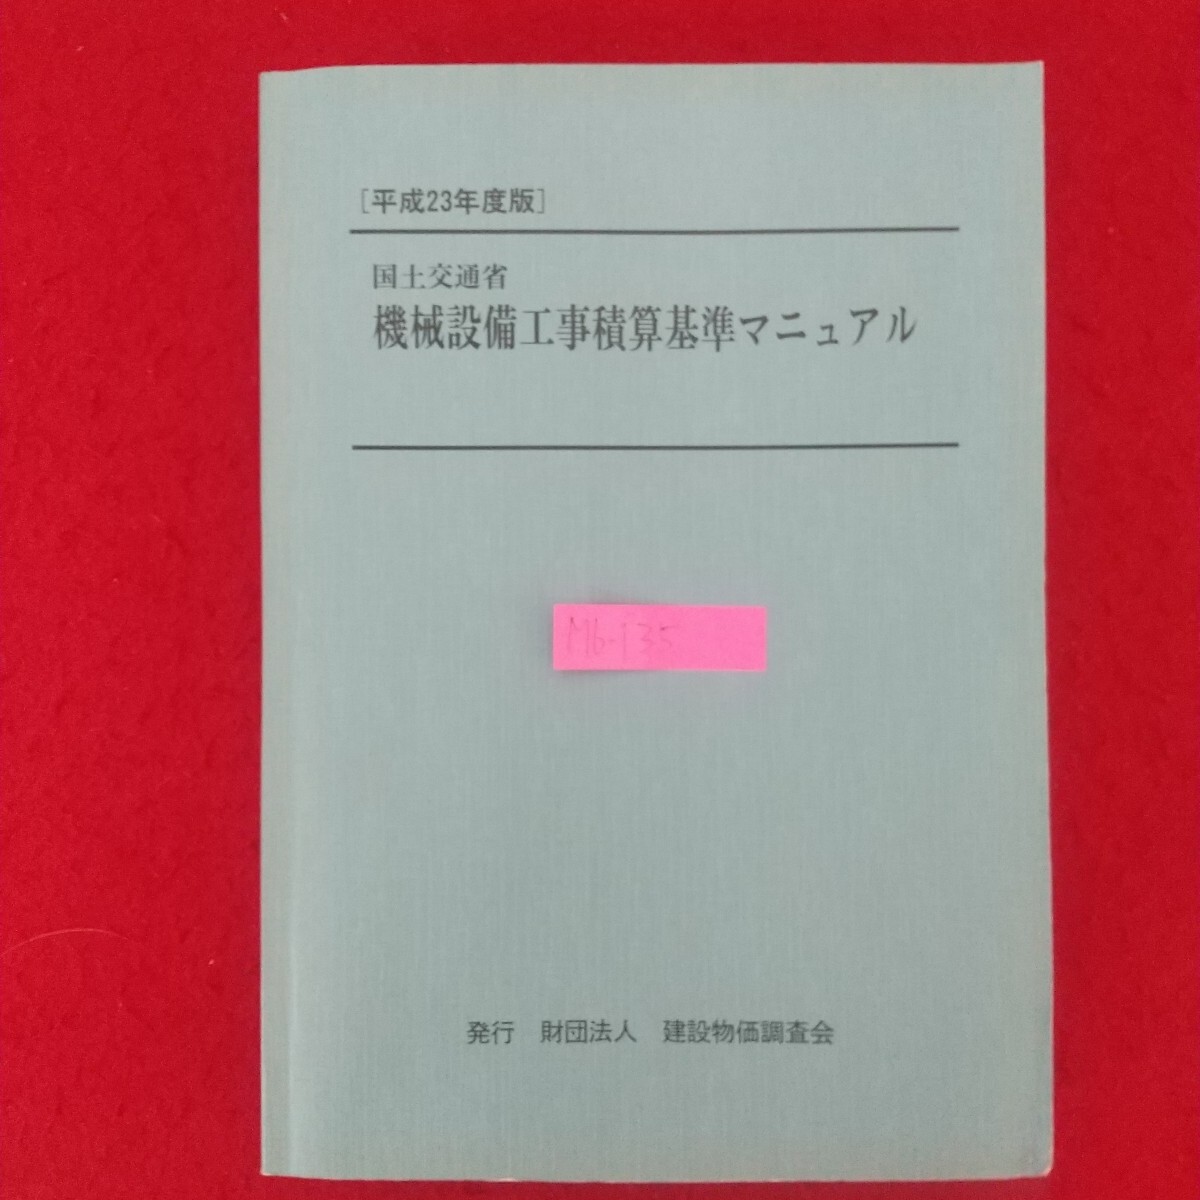 [平成23年度版]
国土交通省
機械設備工事積算基準マニュアル
M6-135
発行 財団法人 建設物価調査会